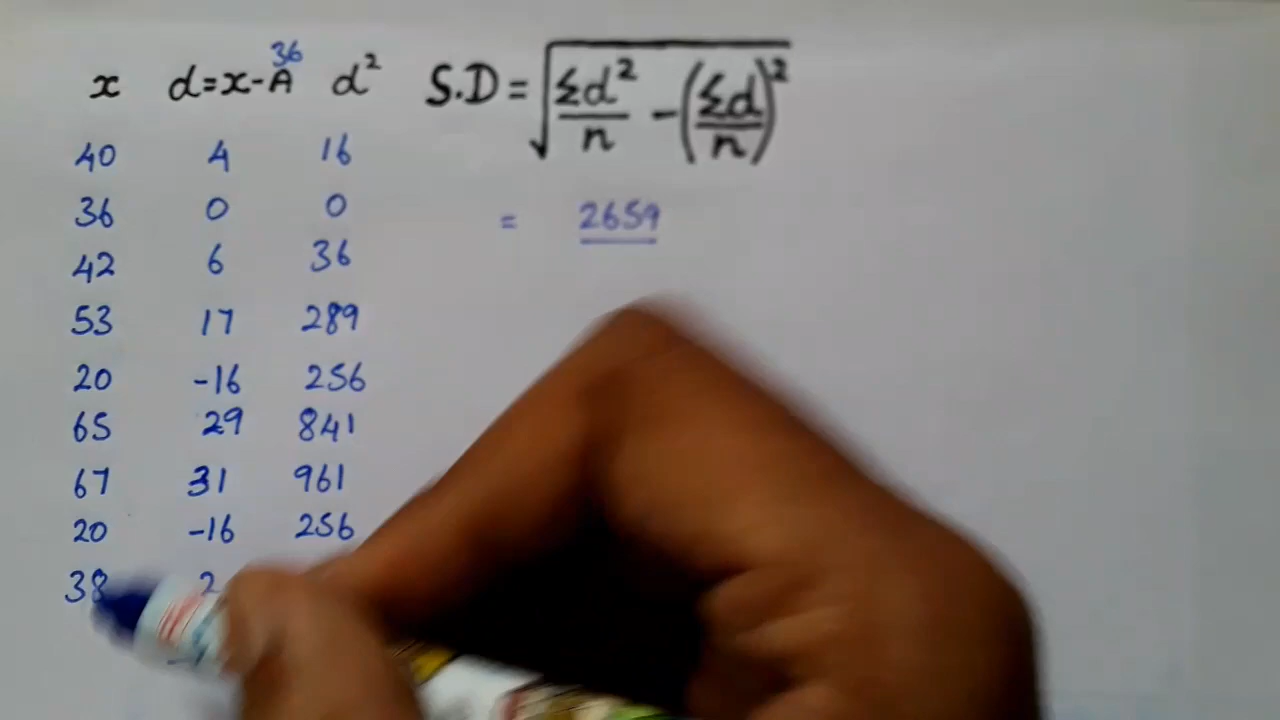 36
x d=x-A d² S.D = √(Σd²/n - (Σd/n)²)
40 4 16
36 0 0 = 2659
42 6 36
53 17 289
20 -16 256
65 29 841
67 31 961
20 -16 256
38 2